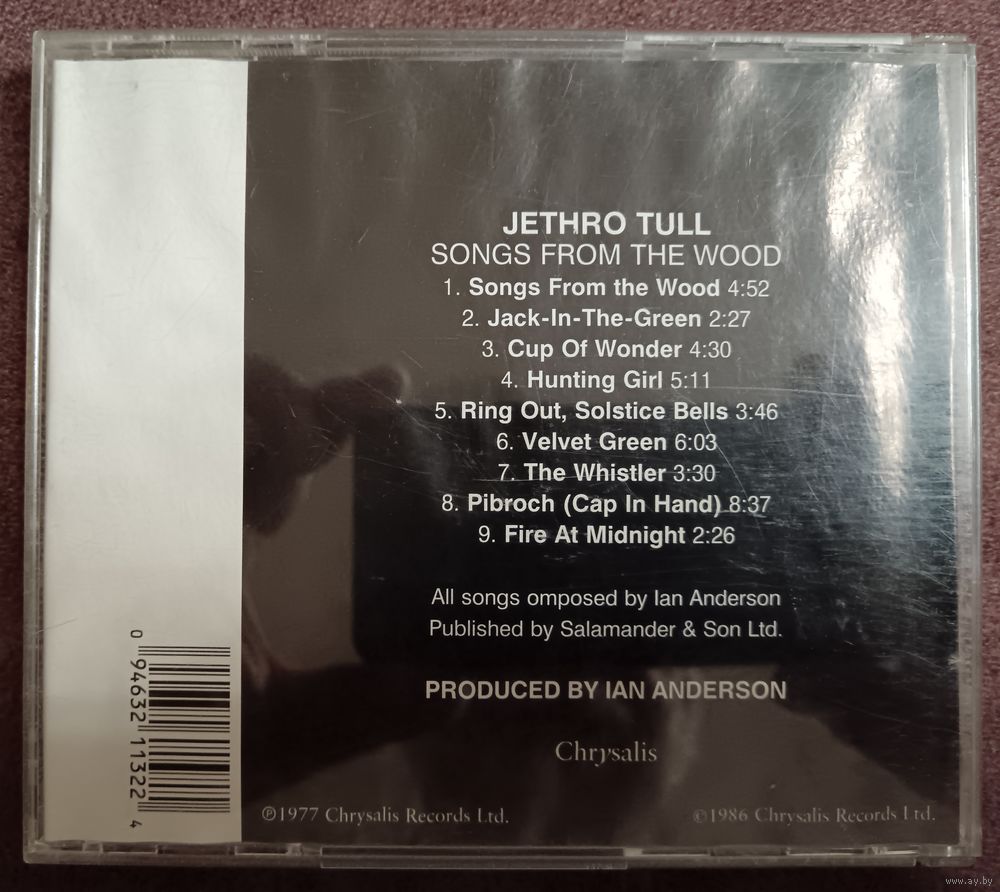 JETHRO TULL
SONGS FROM THE WOOD
1. Songs From the Wood 4:52
2. Jack-In-The-Green 2:27
3. Cup Of Wonder 4:30
4. Hunting Girl 5:11
5. Ring Out, Solstice Bells 3:46
6. Velvet Green 6:03
7. The Whistler 3:30
8. Pibroch (Cap In Hand) 8:37
9. Fire At Midnight 2:26
All songs omposed by Ian Anderson
Published by Salamander & Son Ltd.
PRODUCED BY IAN ANDERSON
Chrysalis
℗1977 Chrysalis Records Ltd.
©1986 Chrysalis Records Ltd.
0 94632 11322 4
www.ay.by